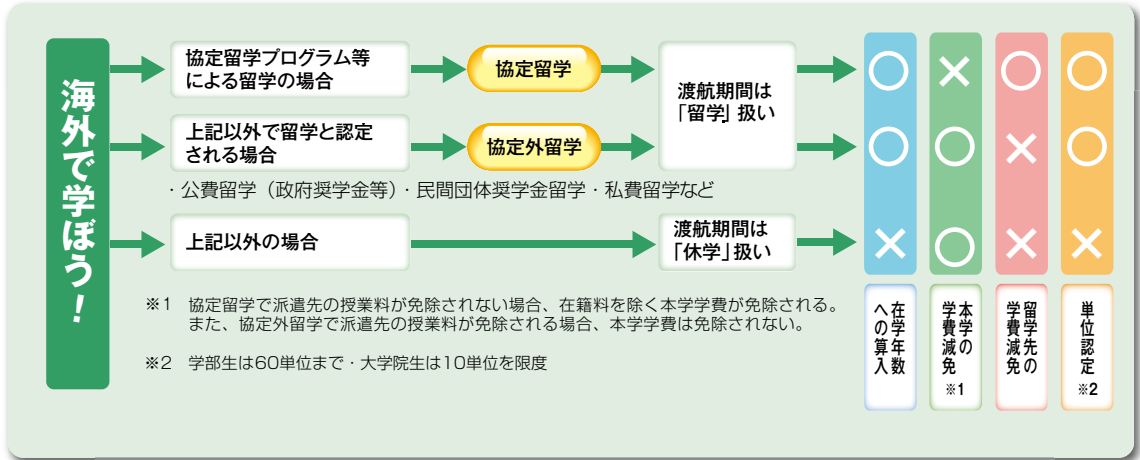 海外で学ぼう！
協定留学プログラム等
による留学の場合
協定留学
渡航期間は
「留学」扱い
○
×
○
○
上記以外で留学と認定
される場合
協定外留学
○
○
×
○
・公費留学（政府奨学金等）・民間団体奨学金留学・私費留学など
上記以外の場合
渡航期間は
「休学」扱い
×
○
×
×
※1　協定留学で派遣先の授業料が免除されない場合、在籍料を除く本学学費が免除される。
また、協定外留学で派遣先の授業料が免除される場合、本学学費は免除されない。
※2　学部生は60単位まで・大学院生は10単位を限度
在学年数
への算入
本学の
学費減免
※1
留学先の
学費減免
単位認定
※2